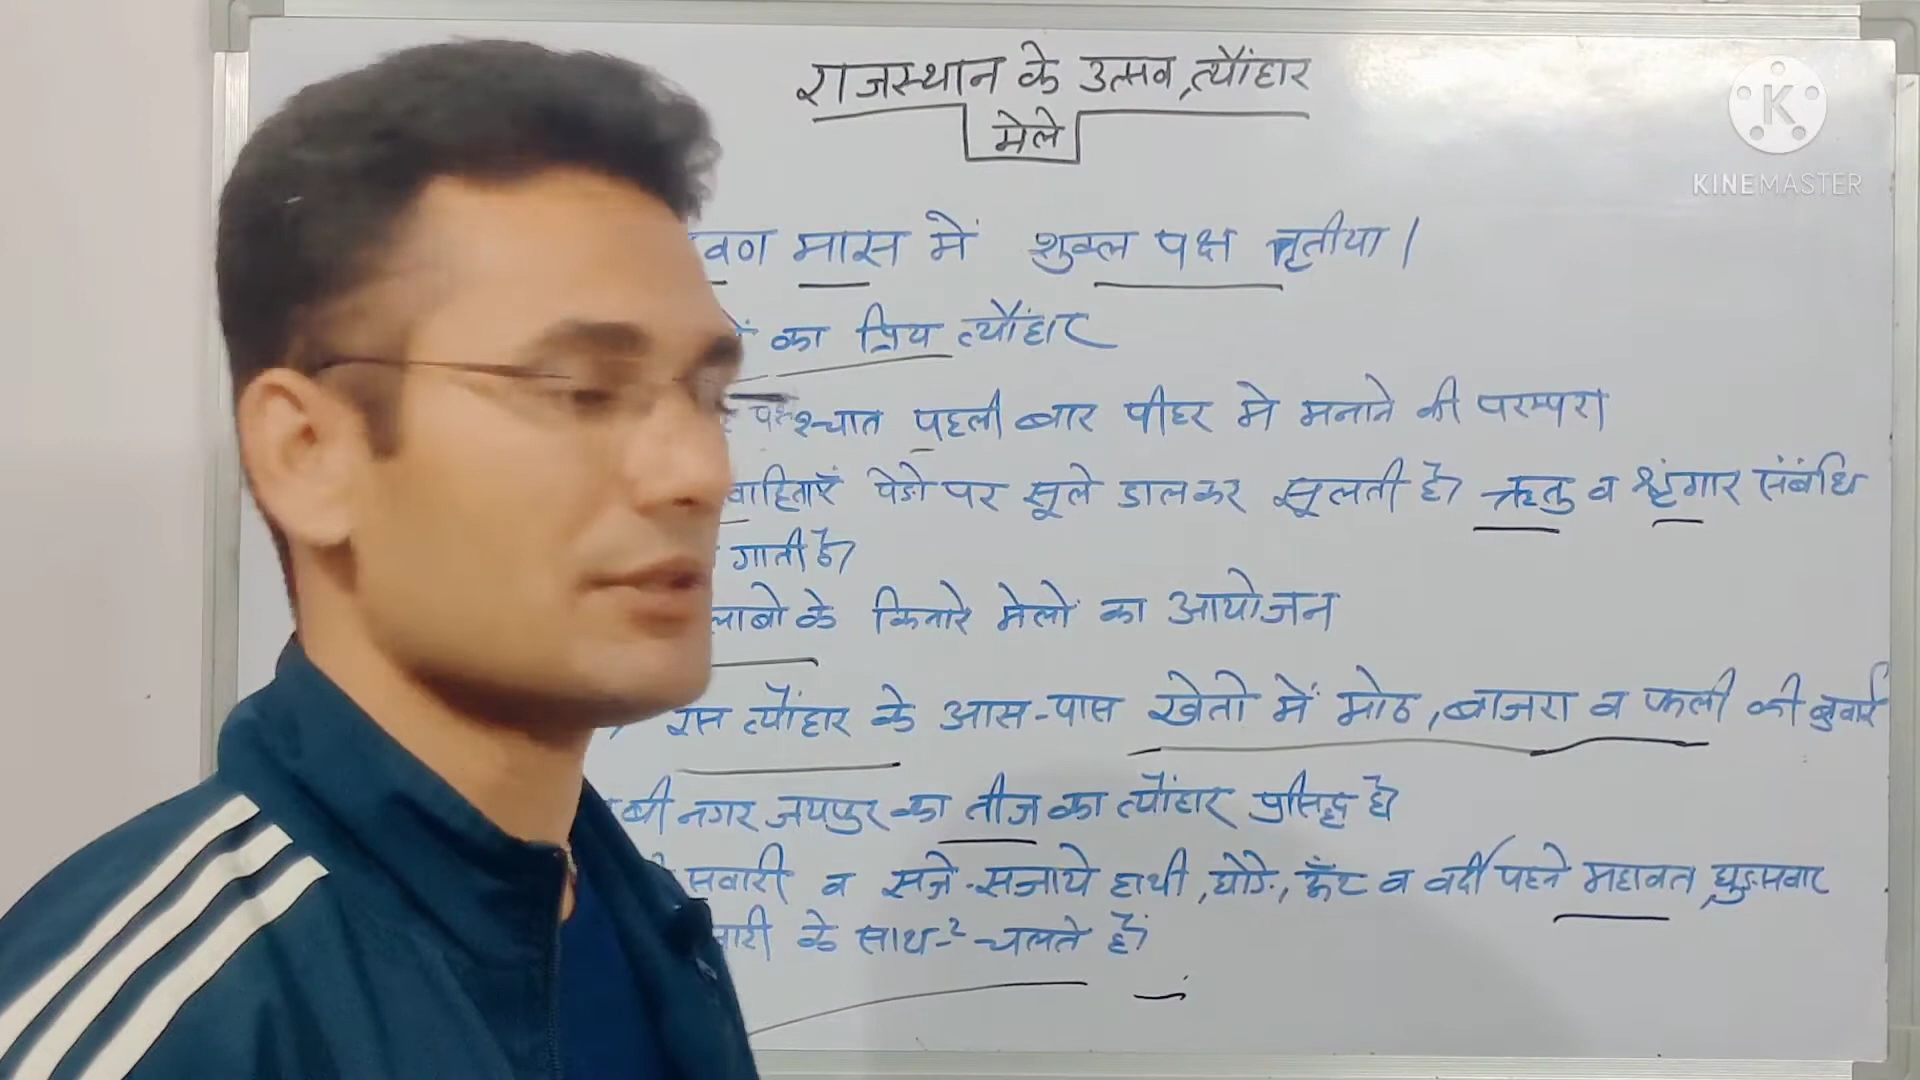 राजस्थान के उत्सव, त्यौंहार
मेले
KINEMASTER
वण मास में शुक्ल पक्ष तृतीया |
का प्रिय त्यौंहार
पश्चात पहली बार पीहर मे मनाने की परम्परा
वाहिताएँ पेडो पर झूले डालकर झूलती है ऋतु व श्रृंगार संबंधि
गाती है
लाबो के किनारे मेलों का आयोजन
इस त्यौंहार के आस-पास खेतो में मोठ, बाजरा व फली की बुवाई
बी नगर जयपुर का तीज का त्यौंहार प्रसिद्ध है
सवारी व सजे-सजाये हाथी, घोडे, ऊँट व वर्दी पहने महावत, घुड़सवार
वारी के साथ-2 चलते हैं